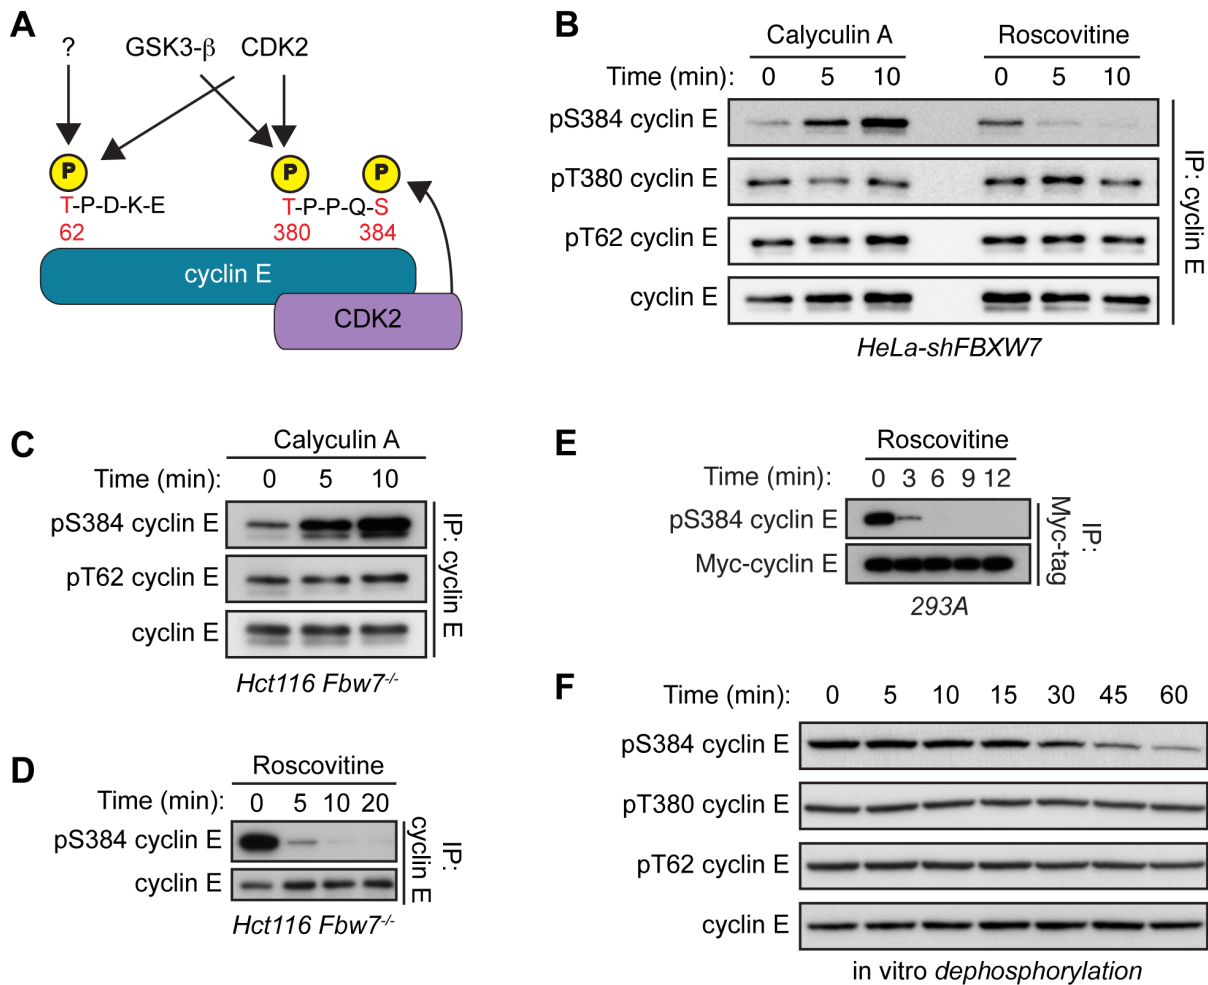 A
? GSK3-β CDK2
P P P
T-P-D-K-E T-P-P-Q-S
62 380 384
cyclin E
CDK2
B
Calyculin A Roscovitine
Time (min): 0 5 10 0 5 10
pS384 cyclin E
pT380 cyclin E
pT62 cyclin E
cyclin E
IP: cyclin E
HeLa-shFBXW7
C
Calyculin A
Time (min): 0 5 10
pS384 cyclin E
pT62 cyclin E
cyclin E
IP: cyclin E
Hct116 Fbw7-/-
D
Roscovitine
Time (min): 0 5 10 20
pS384 cyclin E
cyclin E
IP:
cyclin E
Hct116 Fbw7-/-
E
Roscovitine
Time (min): 0 3 6 9 12
pS384 cyclin E
Myc-cyclin E
IP:
Myc-tag
293A
F
Time (min): 0 5 10 15 30 45 60
pS384 cyclin E
pT380 cyclin E
pT62 cyclin E
cyclin E
in vitro dephosphorylation